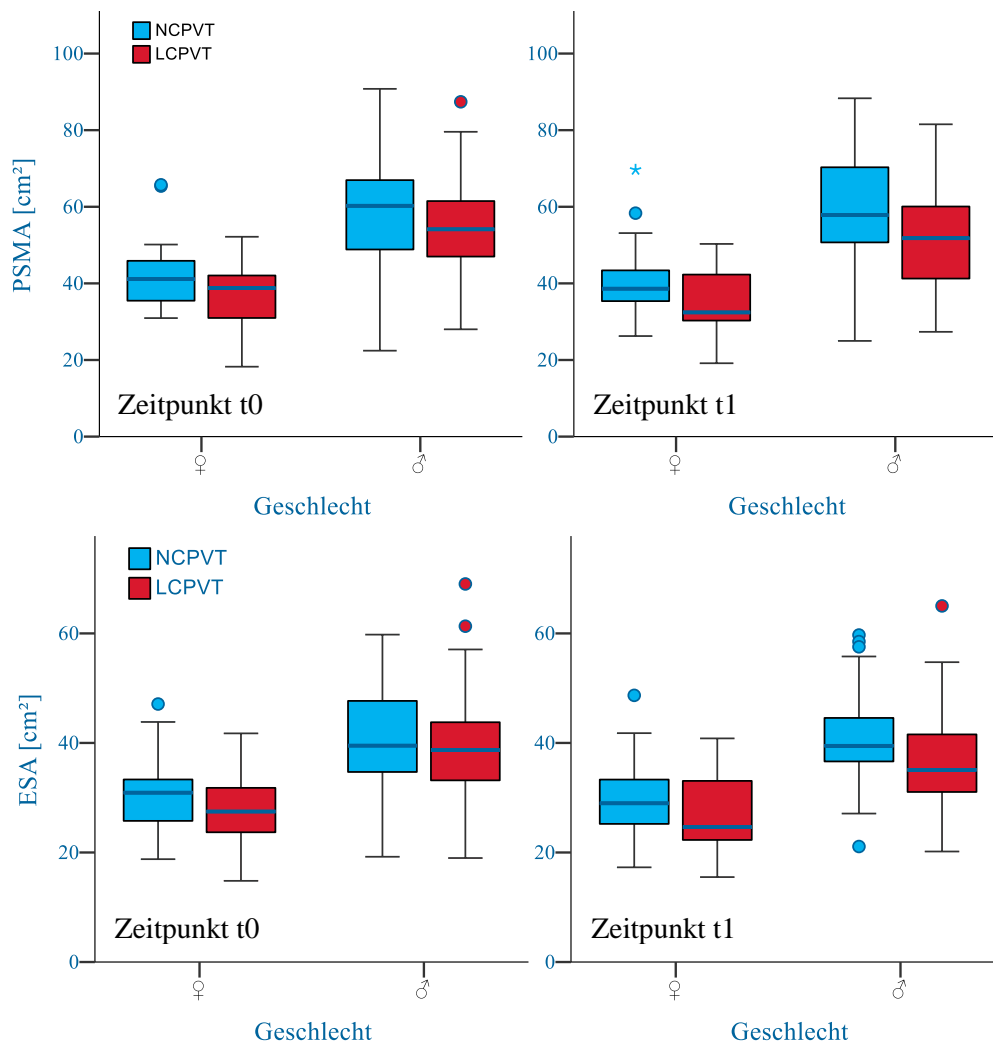 NCPVT
LCPVT
PSMA [cm²]
100
80
60
40
20
0
Zeitpunkt t0
♀ ♂
Geschlecht
100
80
60
40
20
0
Zeitpunkt t1
♀ ♂
Geschlecht
NCPVT
LCPVT
ESA [cm²]
60
40
20
0
Zeitpunkt t0
♀ ♂
Geschlecht
60
40
20
0
Zeitpunkt t1
♀ ♂
Geschlecht